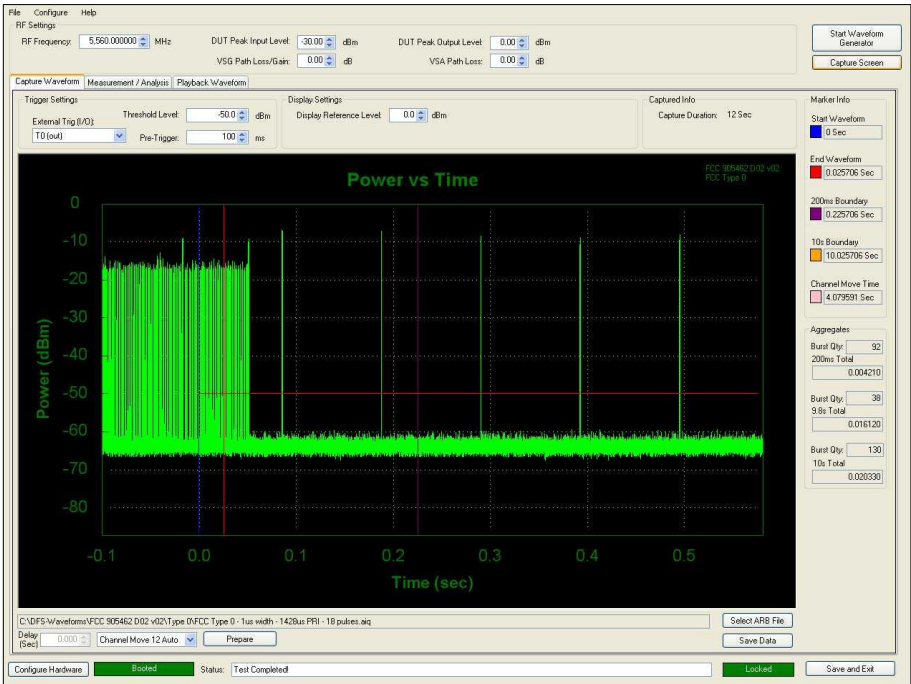 File Configure Help
RF Settings
RF Frequency: 5,560.000000 MHz DUT Peak Input Level: -30.00 dBm DUT Peak Output Level: 0.00 dBm
VSG Path Loss/Gain: 0.00 dB VSA Path Loss: 0.00 dB
Start Waveform Generator
Capture Screen
Capture Waveform Measurement / Analysis Playback Waveform
Trigger Settings
External Trig (I/O):
T0 (out)
Threshold Level: -50.0 dBm
Pre-Trigger: 100 ms
Display Settings
Display Reference Level: 0.0 dBm
Captured Info
Capture Duration: 12 Sec
Marker Info
Start Waveform
0 Sec
End Waveform
0.025706 Sec
200ms Boundary
0.225706 Sec
10s Boundary
10.025706 Sec
Channel Move Time
4.079591 Sec
Aggregates
Burst Qty: 92
200ms Total
0.004210
Burst Qty: 38
9.8s Total
0.016120
Burst Qty: 130
10s Total
0.020330
Power vs Time
FCC 905462 D02 v02
FCC Type 0
Power (dBm)
0
-10
-20
-30
-40
-50
-60
-70
-80
-0.1 0.0 0.1 0.2 0.3 0.4 0.5
Time (sec)
C:\DFS-Waveforms\FCC 905462 D02 v02\Type 0\FCC Type 0 - 1us width - 1428us PRI - 18 pulses.aiq
Select ARB File
Delay (Sec) 0.000 Channel Move 12 Auto Prepare
Save Data
Configure Hardware Booted Status: Test Completed! Locked Save and Exit